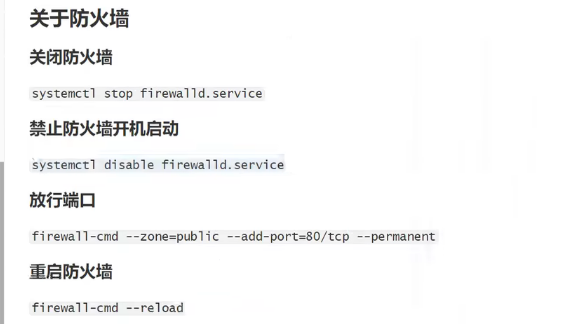 关于防火墙
关闭防火墙
systemctl stop firewalld.service
禁止防火墙开机启动
systemctl disable firewalld.service
放行端口
firewall-cmd --zone=public --add-port=80/tcp --permanent
重启防火墙
firewall-cmd --reload